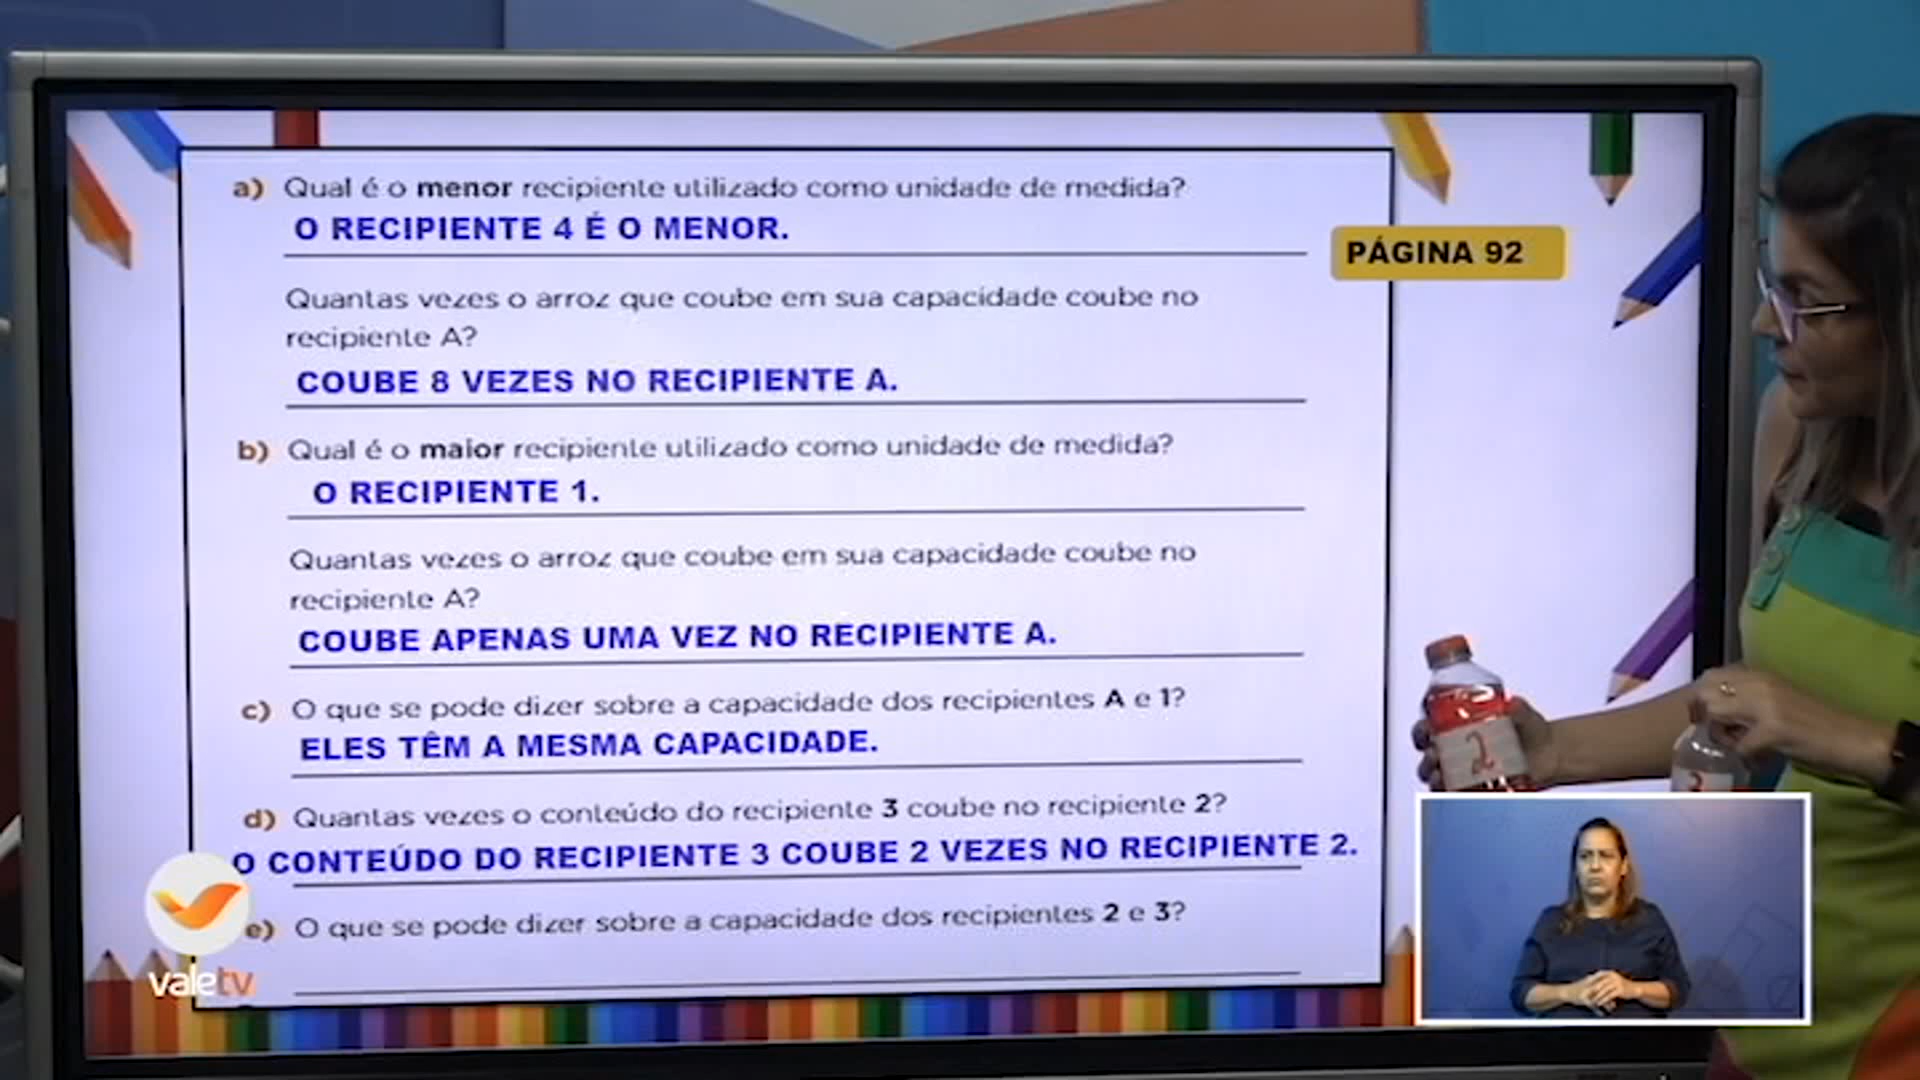 a) Qual é o menor recipiente utilizado como unidade de medida?
O RECIPIENTE 4 É O MENOR.
PÁGINA 92
Quantas vezes o arroz que coube em sua capacidade coube no
recipiente A?
COUBE 8 VEZES NO RECIPIENTE A.
b) Qual é o maior recipiente utilizado como unidade de medida?
O RECIPIENTE 1.
Quantas vezes o arroz que coube em sua capacidade coube no
recipiente A?
COUBE APENAS UMA VEZ NO RECIPIENTE A.
c) O que se pode dizer sobre a capacidade dos recipientes A e 1?
ELES TÊM A MESMA CAPACIDADE.
d) Quantas vezes o conteúdo do recipiente 3 coube no recipiente 2?
O CONTEÚDO DO RECIPIENTE 3 COUBE 2 VEZES NO RECIPIENTE 2.
e) O que se pode dizer sobre a capacidade dos recipientes 2 e 3?
2
valetv